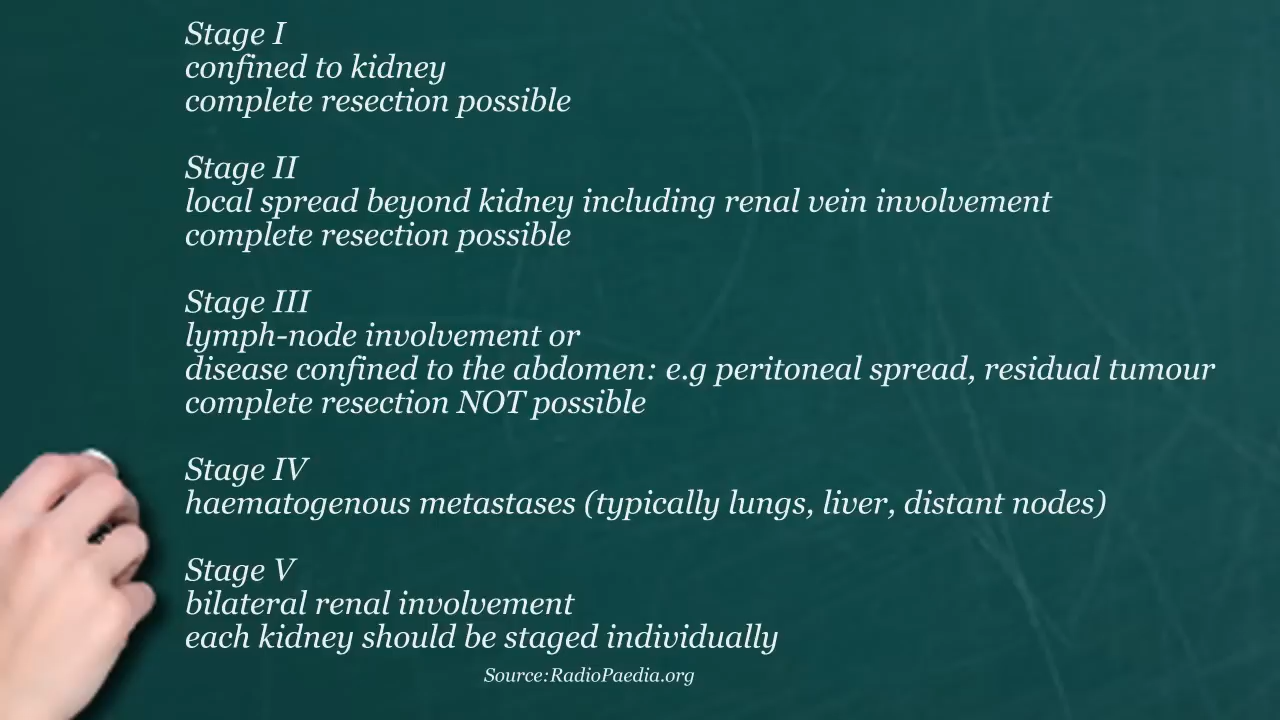 Stage I
confined to kidney
complete resection possible
Stage II
local spread beyond kidney including renal vein involvement
complete resection possible
Stage III
lymph-node involvement or
disease confined to the abdomen: e.g peritoneal spread, residual tumour
complete resection NOT possible
Stage IV
haematogenous metastases (typically lungs, liver, distant nodes)
Stage V
bilateral renal involvement
each kidney should be staged individually
Source:RadioPaedia.org